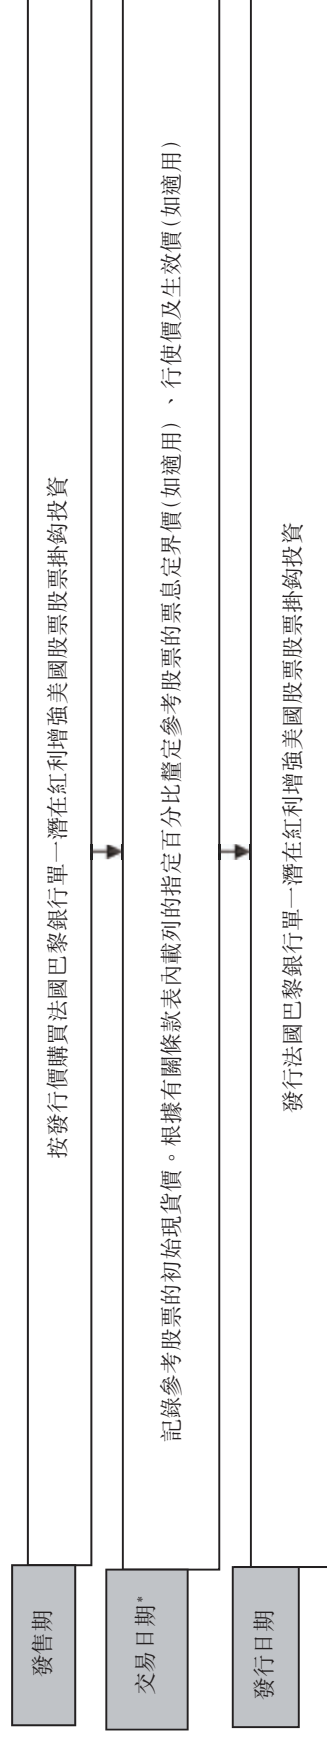 發售期
按發行價購買法國巴黎銀行單一潛在紅利增強美國股票股票掛鈎投資
交易日期*
記錄參考股票的初始現貨價。根據有關條款表內載列的指定百分比釐定參考股票的票息定界價(如適用)、行使價及生效價(如適用)
發行日期
發行法國巴黎銀行單一潛在紅利增強美國股票股票掛鈎投資